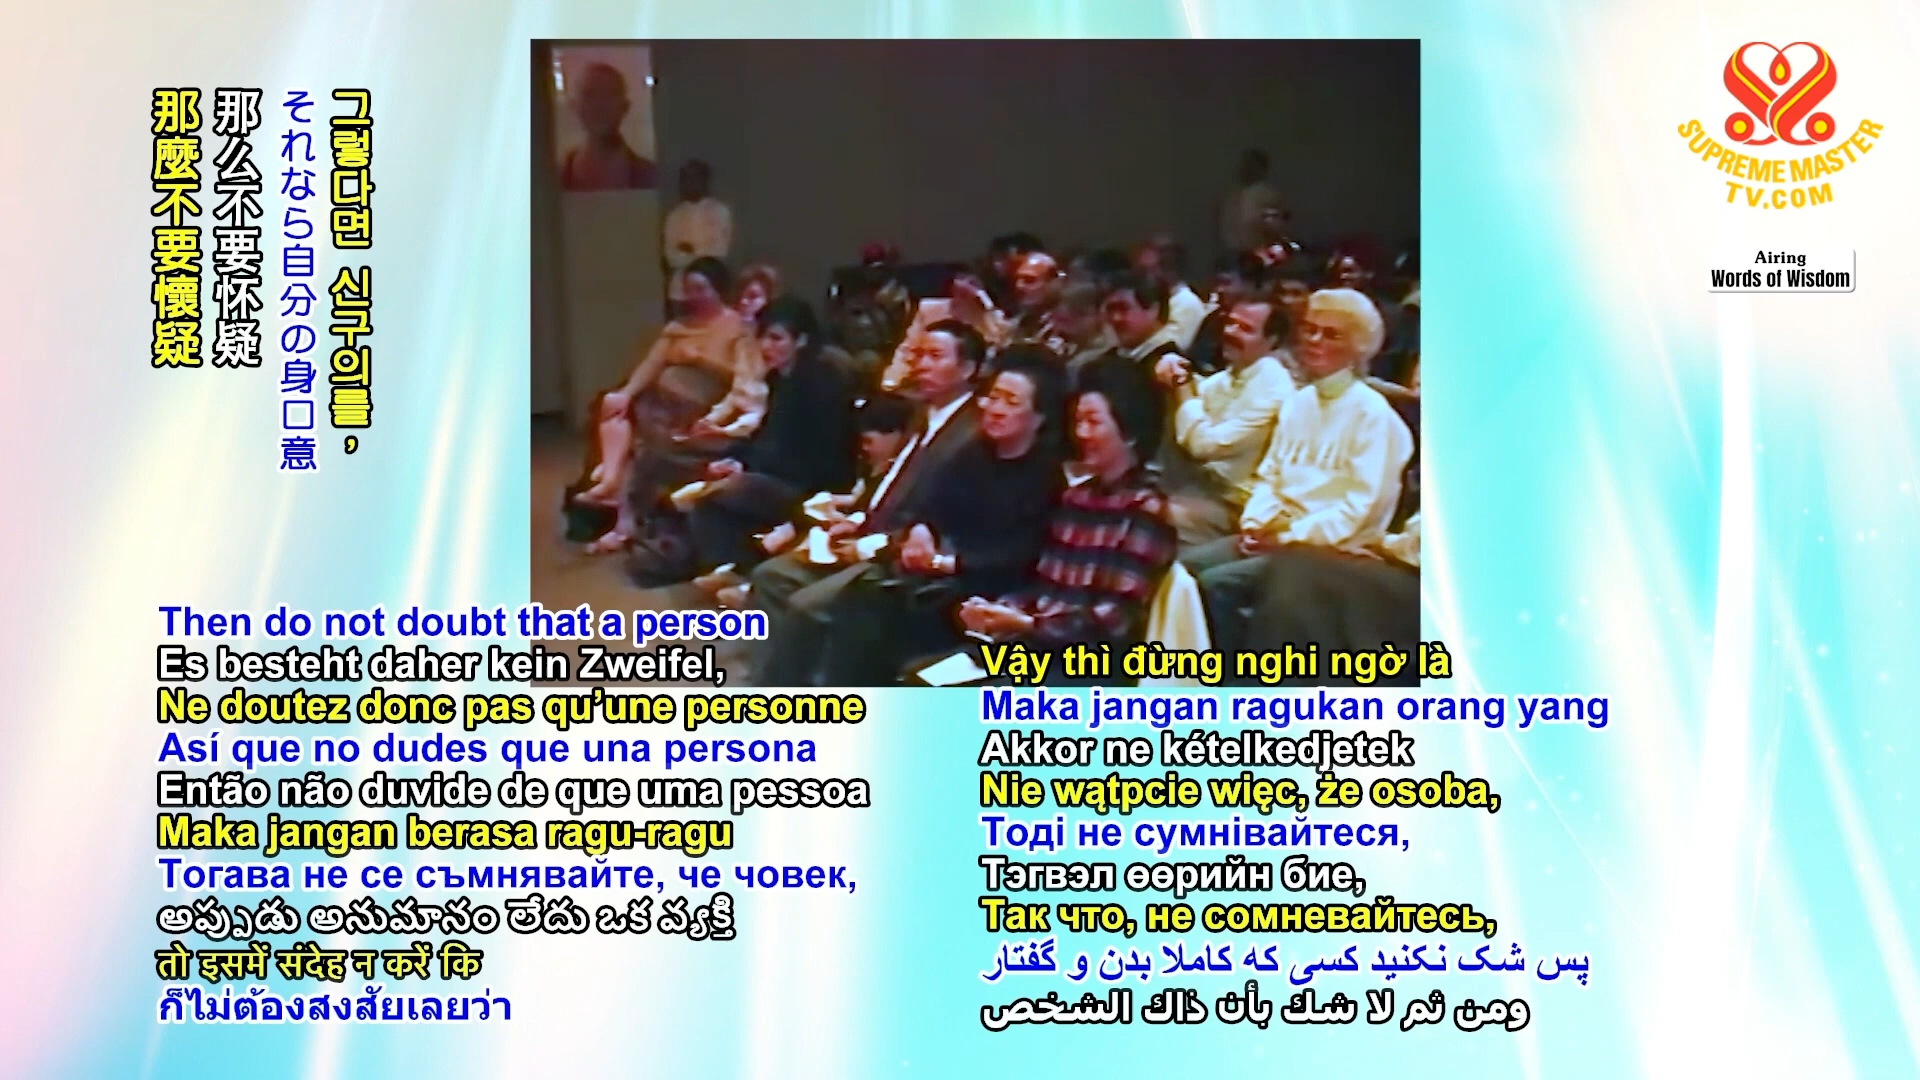 那麼不要懷疑
那么不要怀疑
それなら自分の身口意
그렇다면 신구의를,
SUPREME MASTER
TV.COM
Airing
Words of Wisdom
Then do not doubt that a person
Es besteht daher kein Zweifel,
Ne doutez donc pas qu’une personne
Así que no dudes que una persona
Então não duvide de que uma pessoa
Maka jangan berasa ragu-ragu
Тогава не се съмнявайте, че човек,
అప్పుడు అనుమానం లేదు ఒక వ్యక్తి
तो इसमें संदेह न करें कि
ก็ไม่ต้องสงสัยเลยว่า
Vậy thì đừng nghi ngờ là
Maka jangan ragukan orang yang
Akkor ne kételkedjetek
Nie wątpcie więc, że osoba,
Тоді не сумнівайтеся,
Тэгвэл өөрийн бие,
Так что, не сомневайтесь,
پس شک نکنید کسی که کاملا بدن و گفتار
ومن ثم لا شك بأن ذاك الشخص